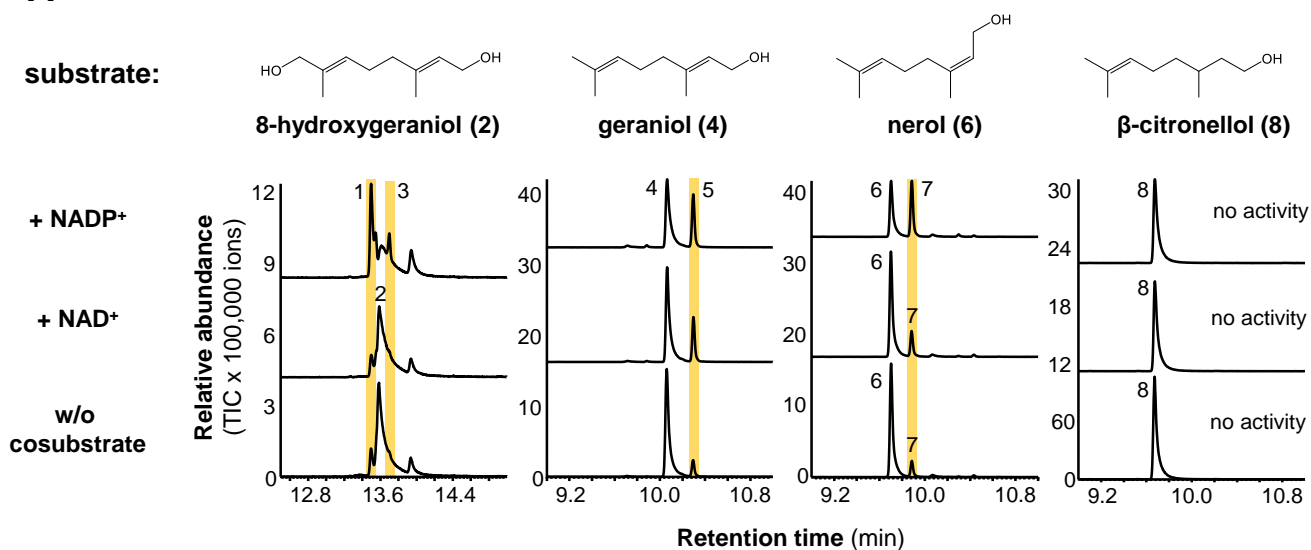 substrate:
HO
OH
OH
OH
OH
8-hydroxygeraniol (2)
geraniol (4)
nerol (6)
β-citronellol (8)
+ NADP⁺
+ NAD⁺
w/o
cosubstrate
Relative abundance
(TIC x 100,000 ions)
12
9
6
3
0
1
3
2
12.8
13.6
14.4
40
30
20
10
0
4
5
9.2
10.0
10.8
40
30
20
10
0
6
7
6
7
6
7
9.2
10.0
10.8
30
24
18
12
60
0
8
no activity
8
no activity
8
no activity
9.2
10.0
10.8
Retention time (min)